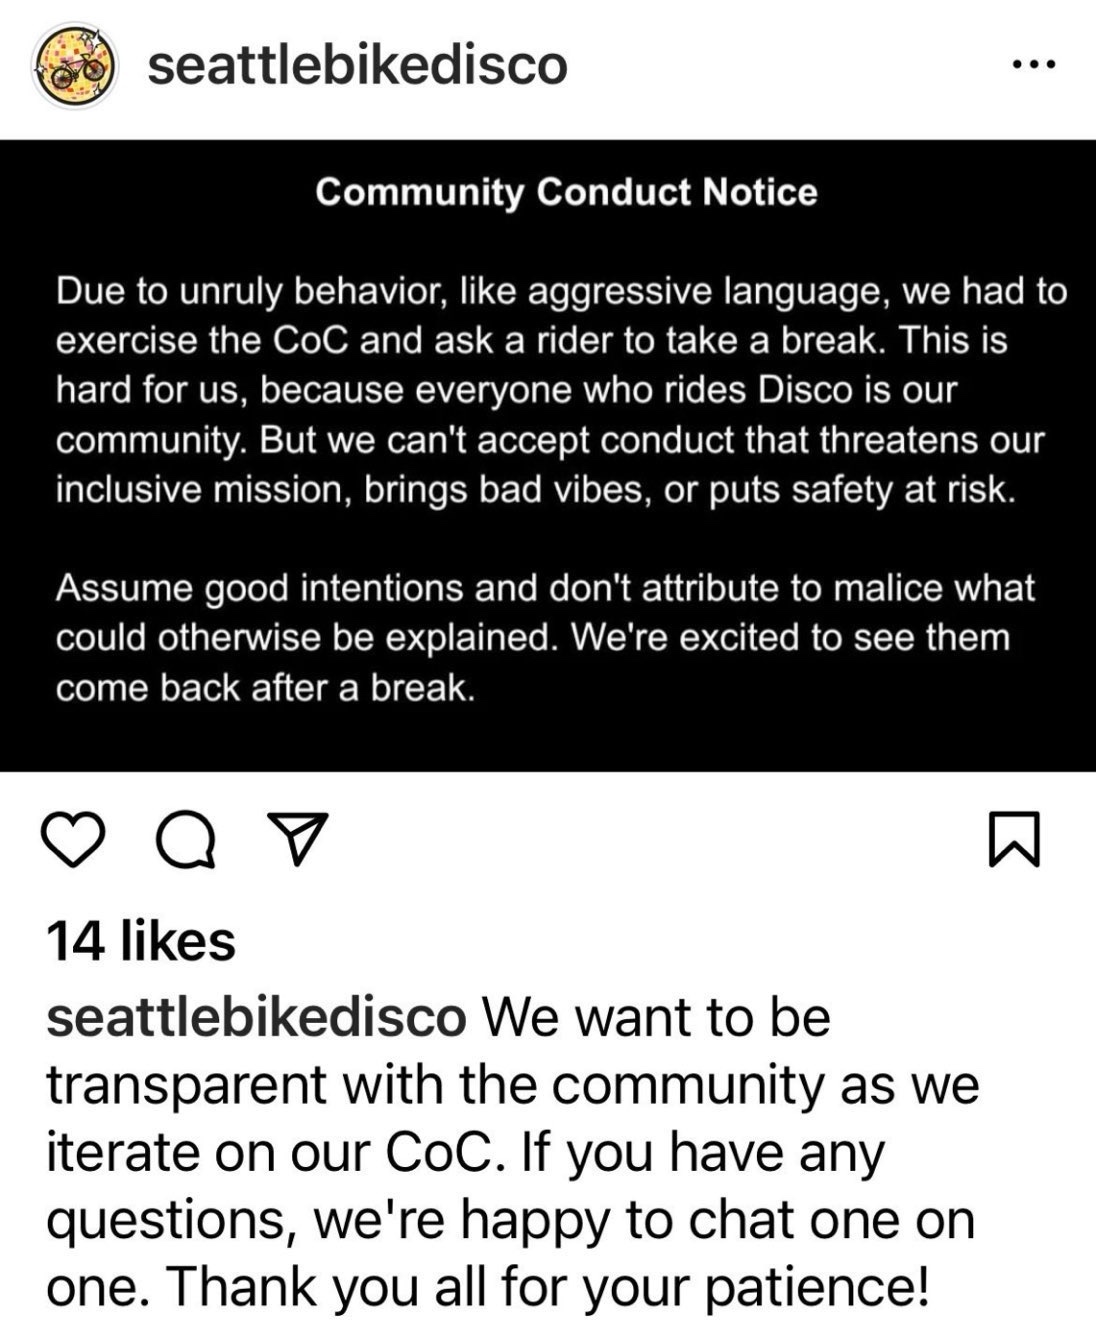 seattlebikedisco
Community Conduct Notice
Due to unruly behavior, like aggressive language, we had to
exercise the CoC and ask a rider to take a break. This is
hard for us, because everyone who rides Disco is our
community. But we can't accept conduct that threatens our
inclusive mission, brings bad vibes, or puts safety at risk.
Assume good intentions and don't attribute to malice what
could otherwise be explained. We're excited to see them
come back after a break.
14 likes
seattlebikedisco We want to be
transparent with the community as we
iterate on our CoC. If you have any
questions, we're happy to chat one on
one. Thank you all for your patience!